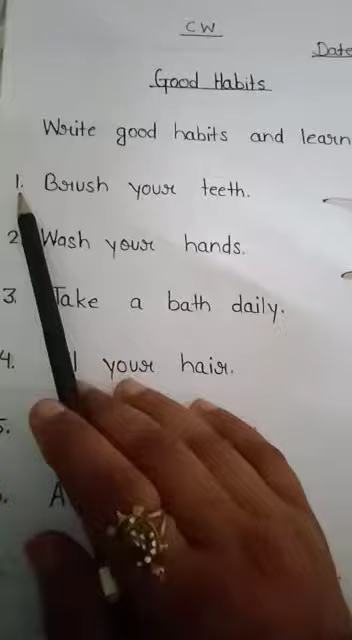 CW
Date
Good Habits
Write good habits and learn
1. Brush your teeth.
2. Wash your hands.
3. Take a bath daily.
4. your hair.
5.
A